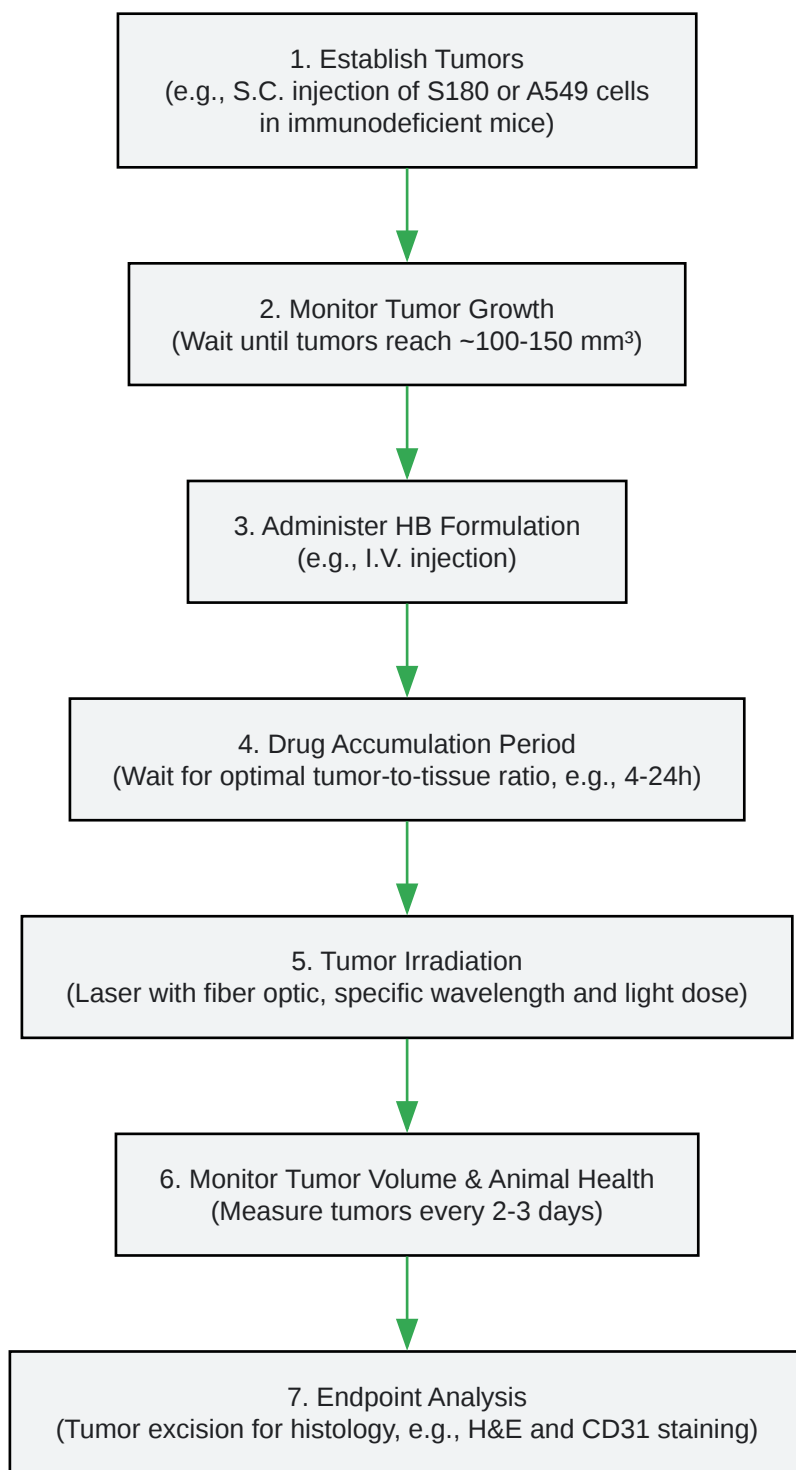 1. Establish Tumors
(e.g., S.C. injection of S180 or A549 cells
in immunodeficient mice)
2. Monitor Tumor Growth
(Wait until tumors reach ~100-150 mm³)
3. Administer HB Formulation
(e.g., I.V. injection)
4. Drug Accumulation Period
(Wait for optimal tumor-to-tissue ratio, e.g., 4-24h)
5. Tumor Irradiation
(Laser with fiber optic, specific wavelength and light dose)
6. Monitor Tumor Volume & Animal Health
(Measure tumors every 2-3 days)
7. Endpoint Analysis
(Tumor excision for histology, e.g., H&E and CD31 staining)